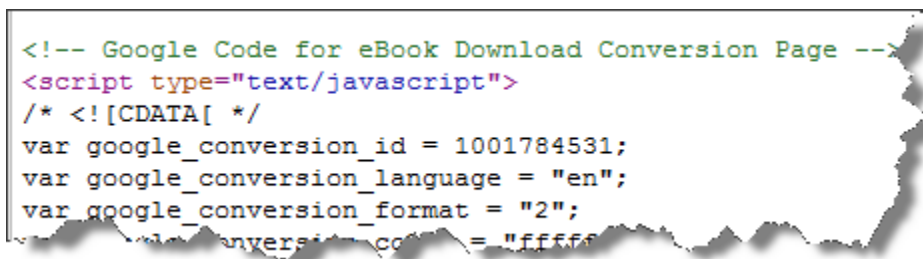 <!-- Google Code for eBook Download Conversion Page -->
<script type="text/javascript">
/* <![CDATA[ */
var google_conversion_id = 1001784531;
var google_conversion_language = "en";
var google_conversion_format = "2";
= "fffff